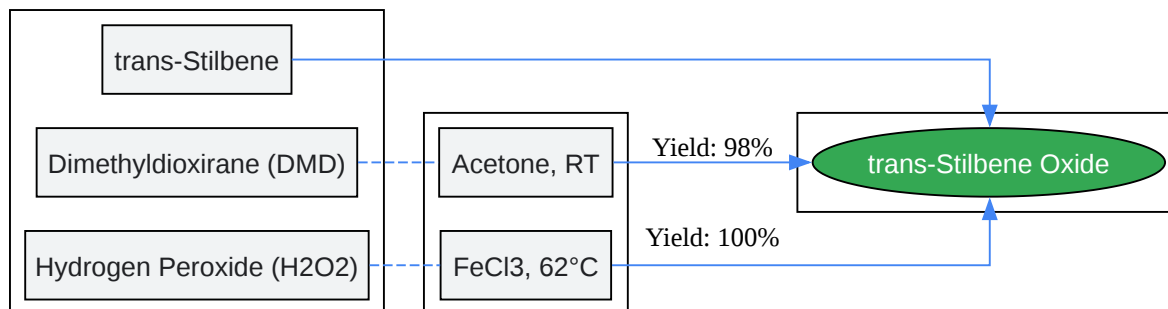 trans-Stilbene
Dimethyldioxirane (DMD)
Acetone, RT
Yield: 98%
trans-Stilbene Oxide
Hydrogen Peroxide (H2O2)
FeCl3, 62°C
Yield: 100%